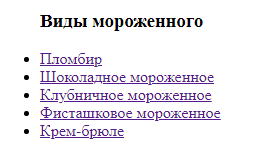 Виды мороженного
Пломбир
Шоколадное мороженное
Клубничное мороженное
Фисташковое мороженное
Крем-брюле